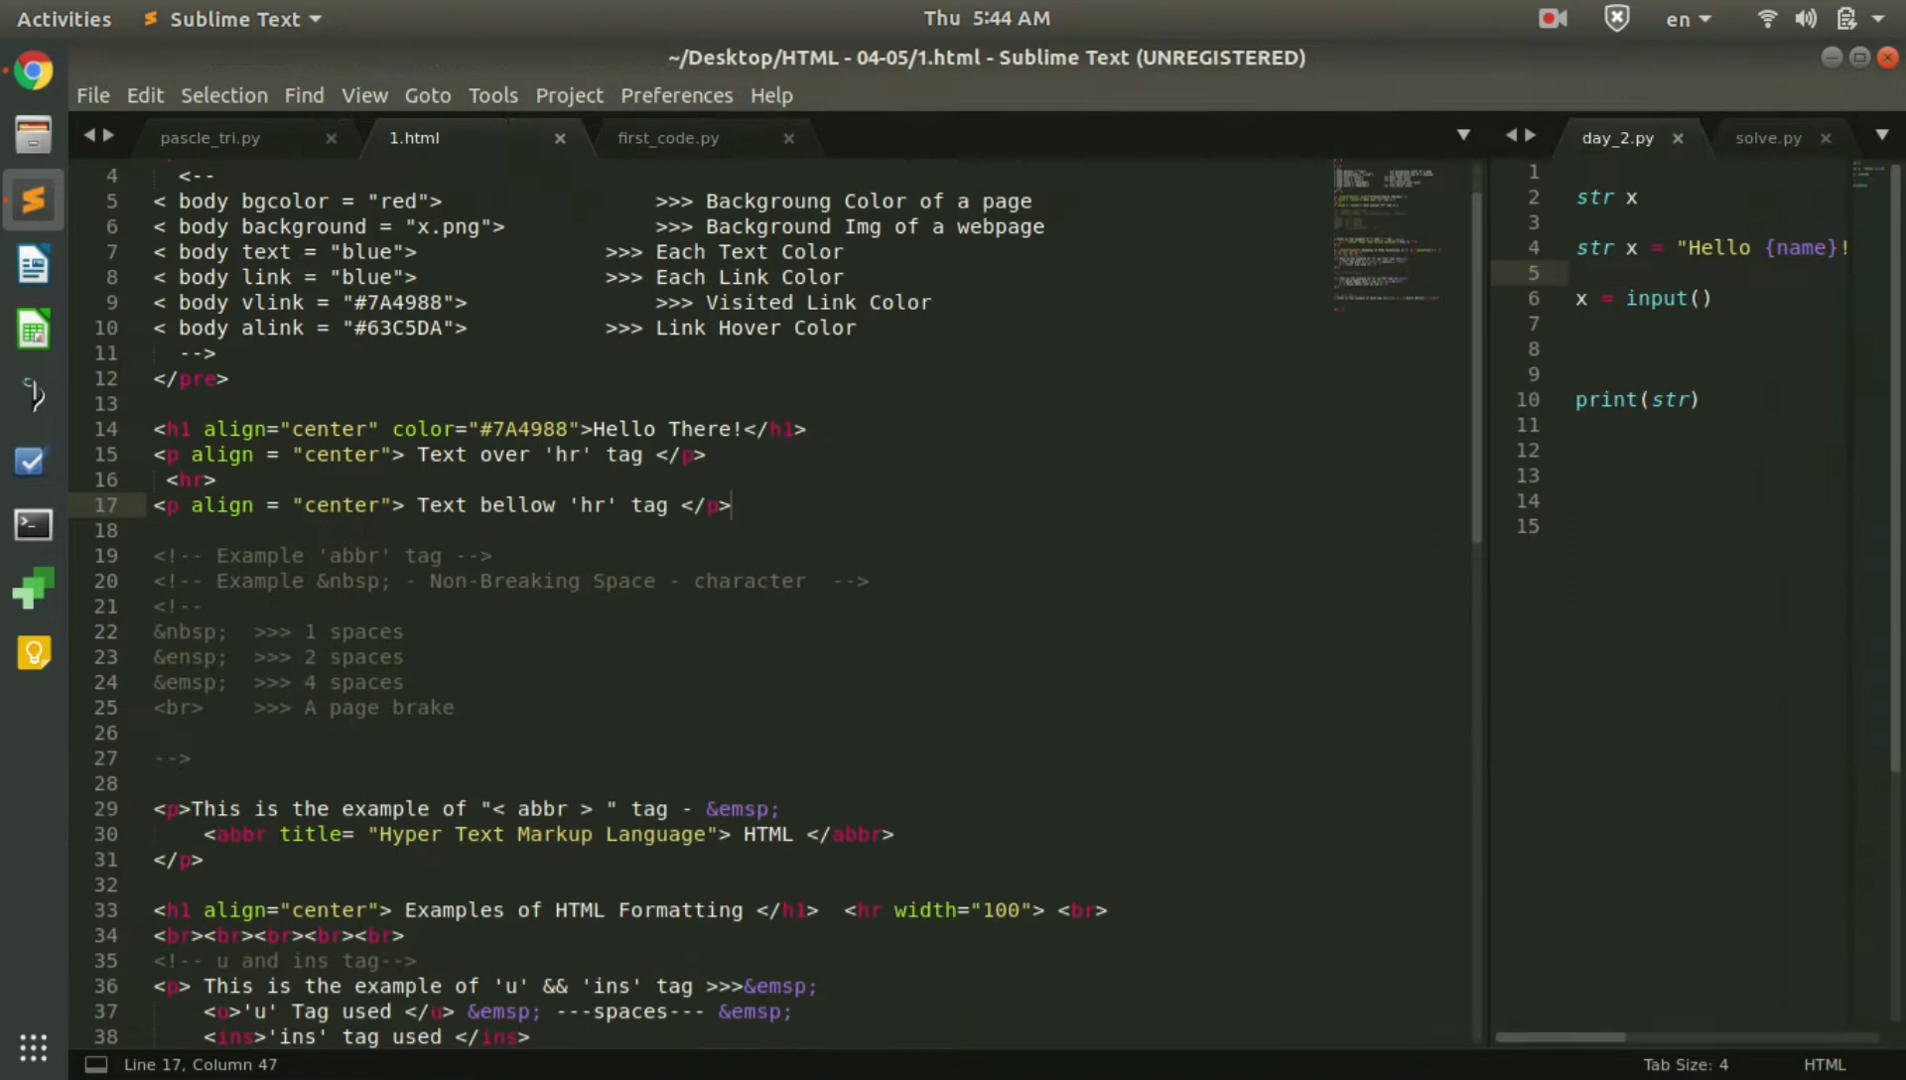 Activities Sublime Text Thu 5:44 AM en
~/Desktop/HTML - 04-05/1.html - Sublime Text (UNREGISTERED)
File Edit Selection Find View Goto Tools Project Preferences Help
pascle_tri.py 1.html first_code.py
4 <--
5 < body bgcolor = "red"> >>> Backgroung Color of a page
6 < body background = "x.png"> >>> Background Img of a webpage
7 < body text = "blue"> >>> Each Text Color
8 < body link = "blue"> >>> Each Link Color
9 < body vlink = "#7A4988"> >>> Visited Link Color
10 < body alink = "#63C5DA"> >>> Link Hover Color
11 -->
12 </pre>
13
14 <h1 align="center" color="#7A4988">Hello There!</h1>
15 <p align = "center"> Text over 'hr' tag </p>
16 <hr>
17 <p align = "center"> Text bellow 'hr' tag </p>
18
19 <!-- Example 'abbr' tag -->
20 <!-- Example &nbsp; - Non-Breaking Space - character -->
21 <!--
22 &nbsp; >>> 1 spaces
23 &ensp; >>> 2 spaces
24 &emsp; >>> 4 spaces
25 <br> >>> A page brake
26
27 -->
28
29 <p>This is the example of "< abbr > " tag - &emsp;
30 <abbr title= "Hyper Text Markup Language"> HTML </abbr>
31 </p>
32
33 <h1 align="center"> Examples of HTML Formatting </h1> <hr width="100"> <br>
34 <br><br><br><br><br>
35 <!-- u and ins tag-->
36 <p> This is the example of 'u' && 'ins' tag >>>&emsp;
37 <u>'u' Tag used </u> &emsp; ---spaces--- &emsp;
38 <ins>'ins' tag used </ins>
day_2.py solve.py
1
2 str x
3
4 str x = "Hello {name}!
5
6 x = input()
7
8
9
10 print(str)
11
12
13
14
15
Line 17, Column 47 Tab Size: 4 HTML